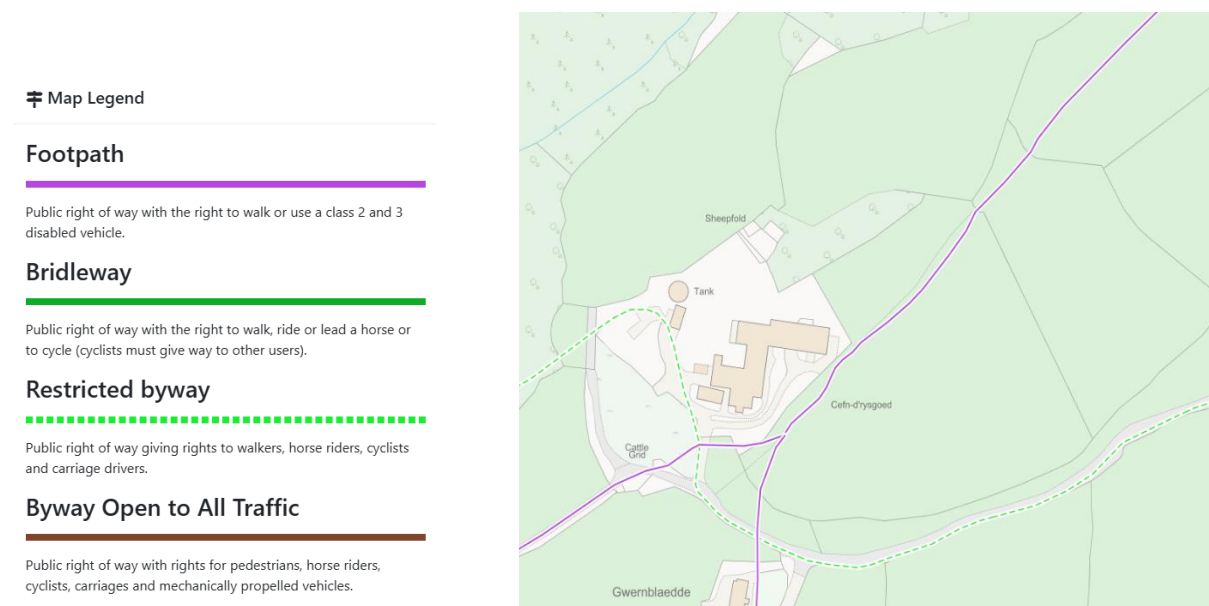 Map Legend
Footpath
Public right of way with the right to walk or use a class 2 and 3
disabled vehicle.
Bridleway
Public right of way with the right to walk, ride or lead a horse or
to cycle (cyclists must give way to other users).
Restricted byway
Public right of way giving rights to walkers, horse riders, cyclists
and carriage drivers.
Byway Open to All Traffic
Public right of way with rights for pedestrians, horse riders,
cyclists, carriages and mechanically propelled vehicles.
Sheepfold
Tank
Cefn-d'rysgoed
Cattle
Grid
Gwernblaedde